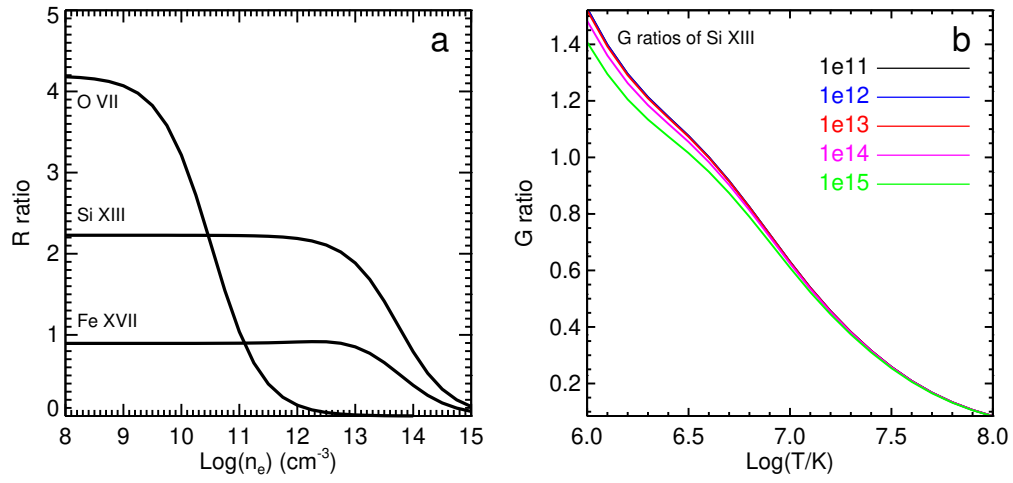 a
O VII
Si XIII
Fe XVII
R ratio
5
4
3
2
1
0
8 9 10 11 12 13 14 15
Log(nₑ) (cm⁻³)
b
G ratios of Si XIII
1e11
1e12
1e13
1e14
1e15
G ratio
1.4
1.2
1.0
0.8
0.6
0.4
0.2
6.0 6.5 7.0 7.5 8.0
Log(T/K)